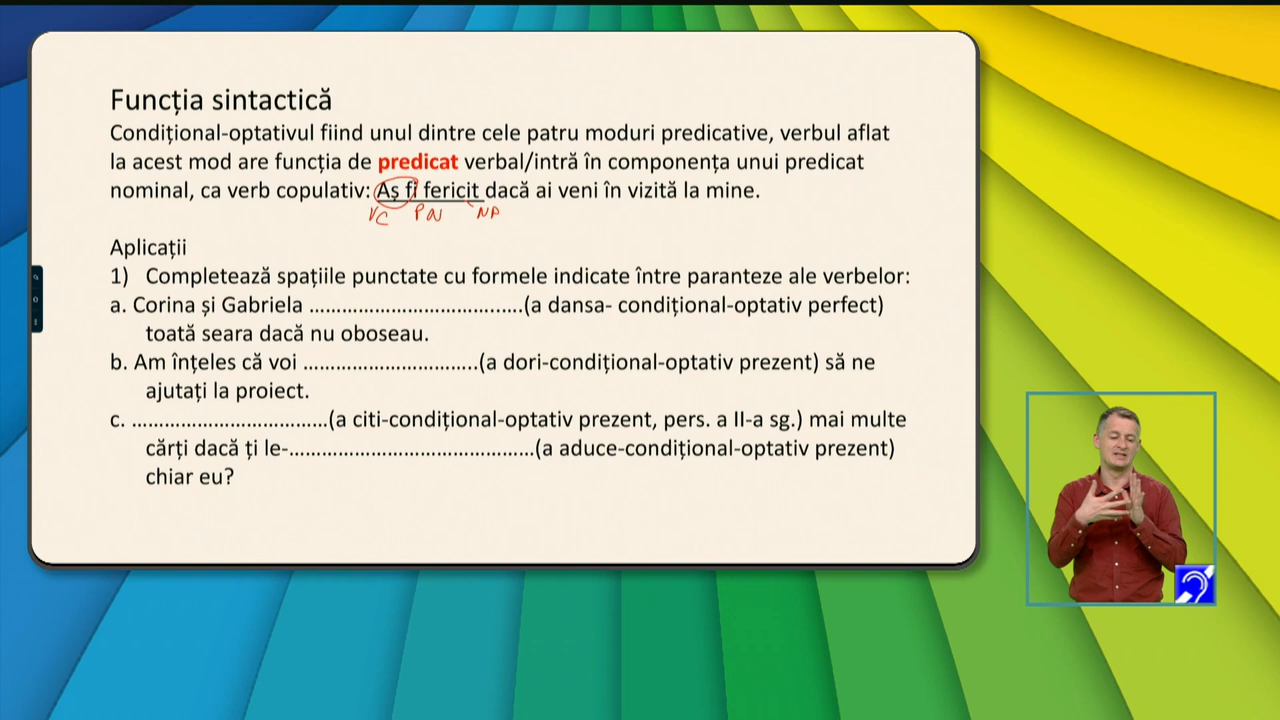 Funcția sintactică
Condițional-optativul fiind unul dintre cele patru moduri predicative, verbul aflat
la acest mod are funcția de predicat verbal/intră în componența unui predicat
nominal, ca verb copulativ: Aș fi fericit dacă ai veni în vizită la mine.
VC PN NP
Aplicații
1) Completează spațiile punctate cu formele indicate între paranteze ale verbelor:
a. Corina și Gabriela ……………………………..….(a dansa- condițional-optativ perfect)
toată seara dacă nu oboseau.
b. Am înțeles că voi …………………………..(a dori-condițional-optativ prezent) să ne
ajutați la proiect.
c. ………………………………(a citi-condițional-optativ prezent, pers. a II-a sg.) mai multe
cărți dacă ți le-………………………………………(a aduce-condițional-optativ prezent)
chiar eu?